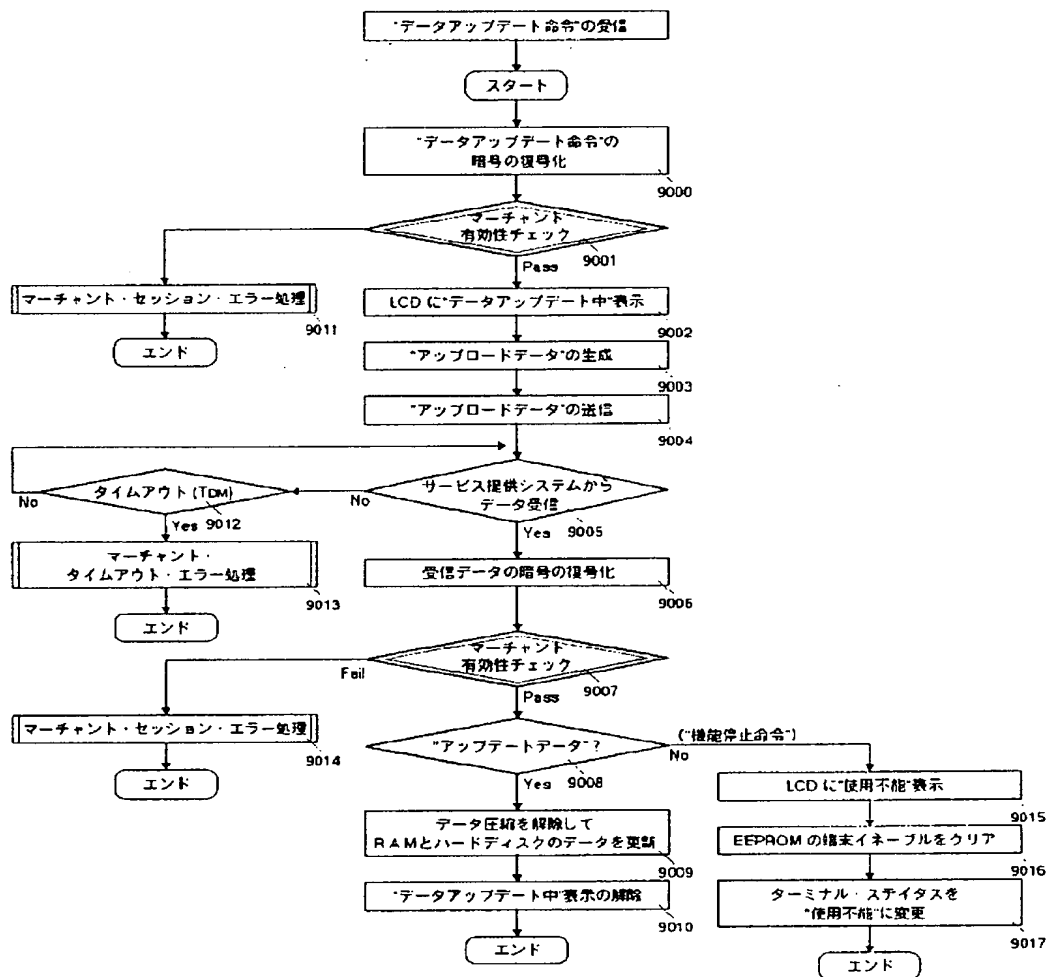 "データアップデート命令"の受信
スタート
"データアップデート命令"の
暗号の復号化
9000
マーチャント
有効性チェック
9001
Pass
マーチャント・セッション・エラー処理
9011
エンド
LCDに"データアップデート中"表示
9002
"アップロードデータ"の生成
9003
"アップロードデータ"の送信
9004
サービス提供システムから
データ受信
9005
No
Yes
タイムアウト(TDM)
9012
No
Yes
マーチャント・
タイムアウト・エラー処理
9013
エンド
受信データの暗号の復号化
9006
マーチャント
有効性チェック
9007
Fail
Pass
マーチャント・セッション・エラー処理
9014
エンド
"アップデートデータ"?
9008
("機能停止命令")
No
Yes
データ圧縮を解除して
RAMとハードディスクのデータを更新
9009
"データアップデート中"表示の解除
9010
エンド
LCDに"使用不能"表示
9015
EEPROMの端末イネーブルをクリア
9016
ターミナル・ステイタスを
"使用不能"に変更
9017
エンド